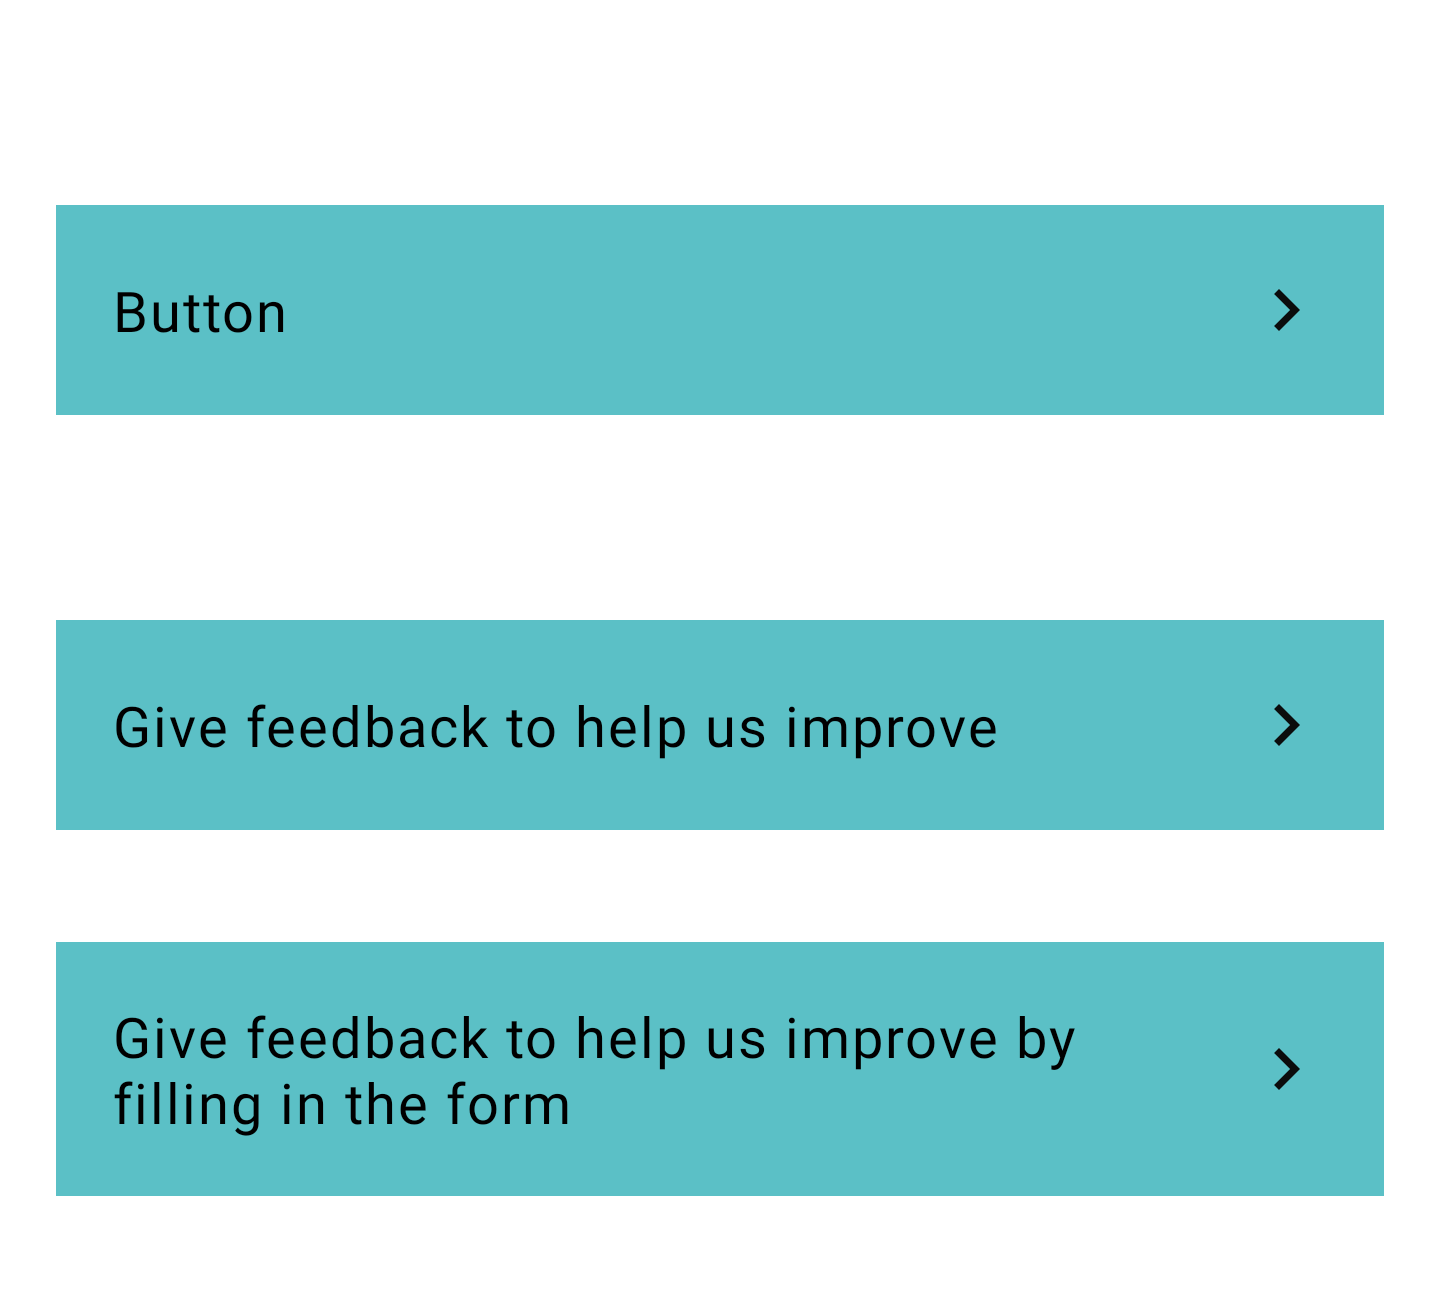 Button
Give feedback to help us improve
Give feedback to help us improve by
filling in the form